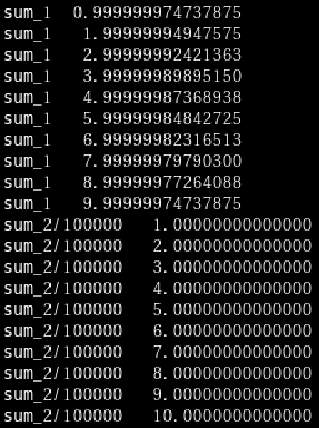 sum_1  0.999999974737875
sum_1   1.99999994947575
sum_1   2.99999992421363
sum_1   3.99999989895150
sum_1   4.99999987368938
sum_1   5.99999984842725
sum_1   6.99999982316513
sum_1   7.99999979790300
sum_1   8.99999977264088
sum_1   9.99999974737875
sum_2/100000   1.00000000000000
sum_2/100000   2.00000000000000
sum_2/100000   3.00000000000000
sum_2/100000   4.00000000000000
sum_2/100000   5.00000000000000
sum_2/100000   6.00000000000000
sum_2/100000   7.00000000000000
sum_2/100000   8.00000000000000
sum_2/100000   9.00000000000000
sum_2/100000   10.0000000000000